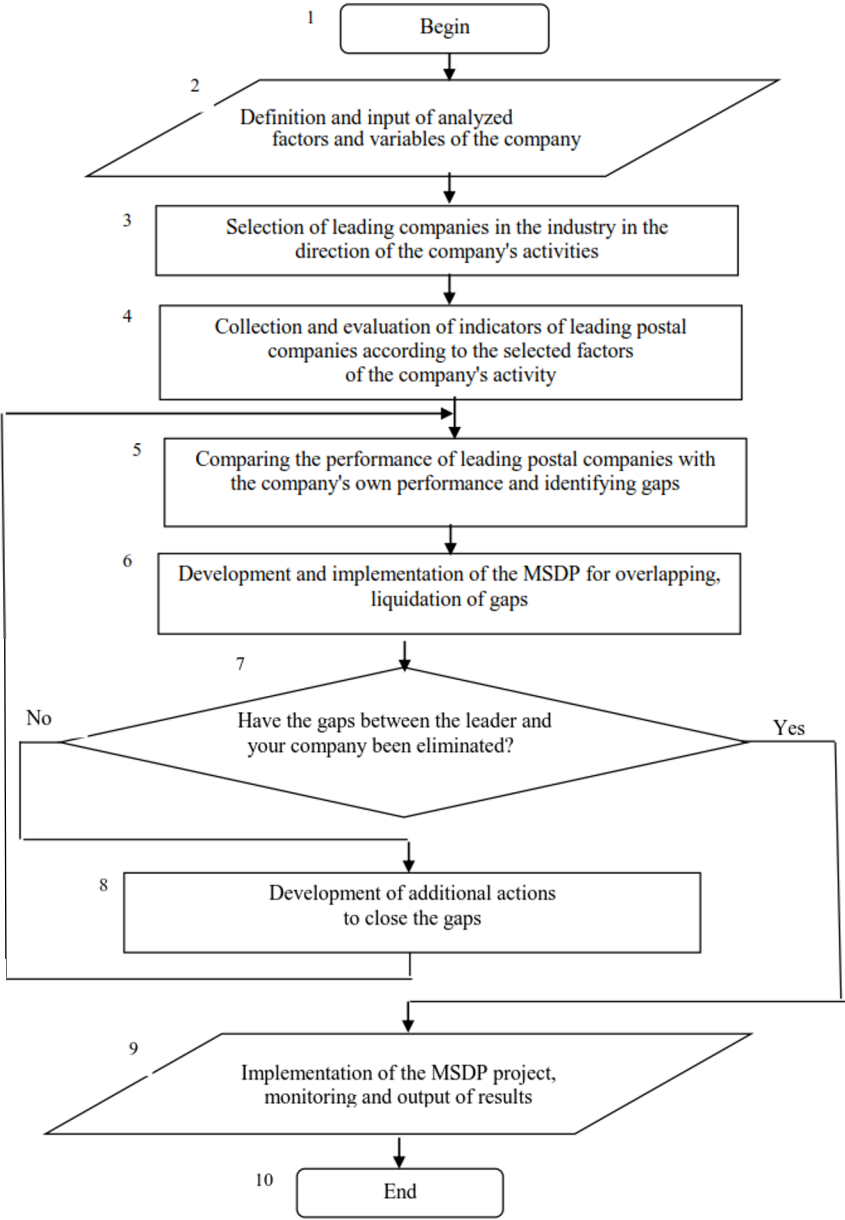 1
Begin
2
Definition and input of analyzed
factors and variables of the company
3
Selection of leading companies in the industry in the
direction of the company's activities
4
Collection and evaluation of indicators of leading postal
companies according to the selected factors
of the company's activity
5
Comparing the performance of leading postal companies with
the company's own performance and identifying gaps
6
Development and implementation of the MSDP for overlapping,
liquidation of gaps
7
No
Have the gaps between the leader and
your company been eliminated?
Yes
8
Development of additional actions
to close the gaps
9
Implementation of the MSDP project,
monitoring and output of results
10
End